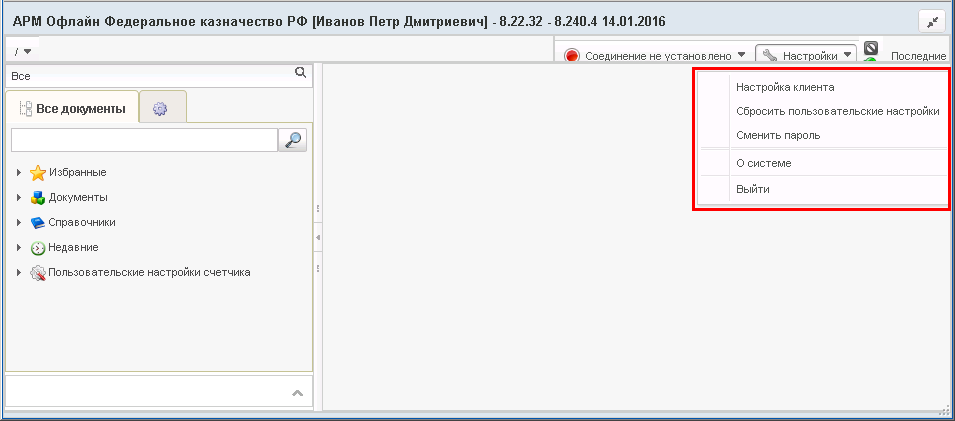 АРМ Офлайн Федеральное казначество РФ [Иванов Петр Дмитриевич] - 8.22.32 - 8.240.4 14.01.2016
/
Соединение не установлено
Настройки
Последние
Все
Все документы
Избранные
Документы
Справочники
Недавние
Пользовательские настройки счетчика
Настройка клиента
Сбросить пользовательские настройки
Сменить пароль
О системе
Выйти